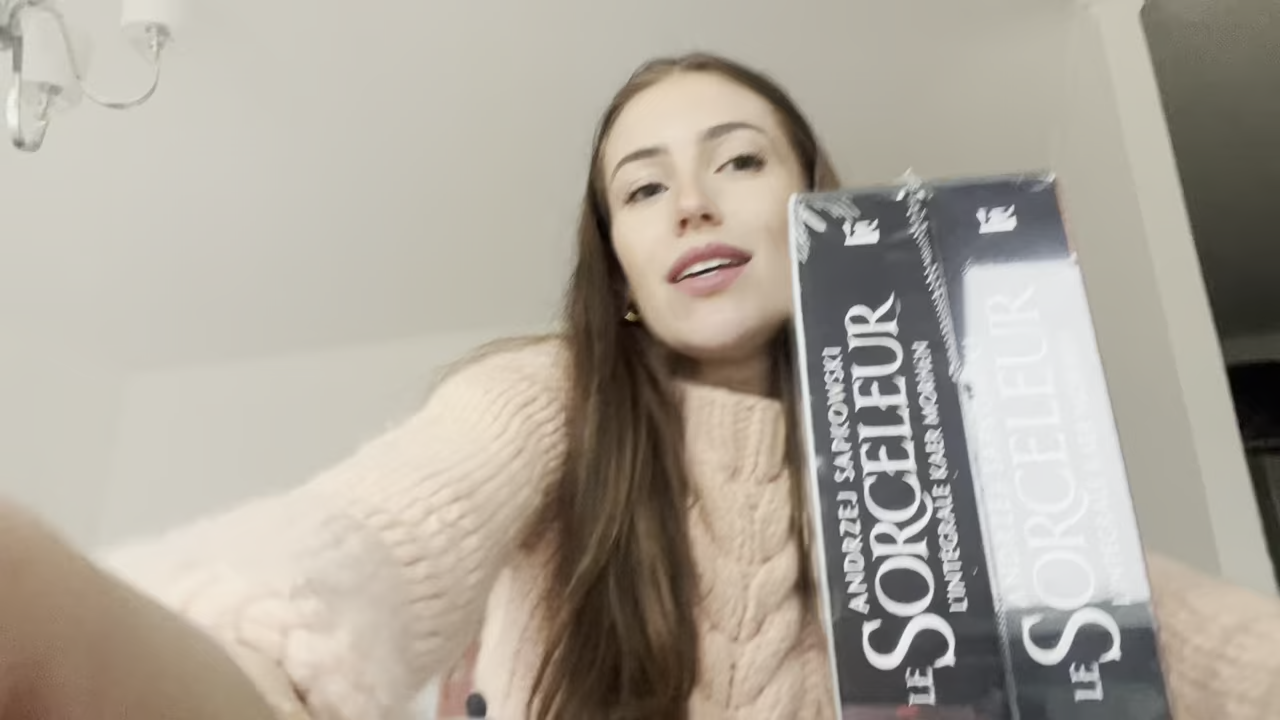 ANDRZEJ SAPKOWSKI
LE SORCELEUR
L'INTÉGRALE KAER MORHEN
LE SORCELEUR